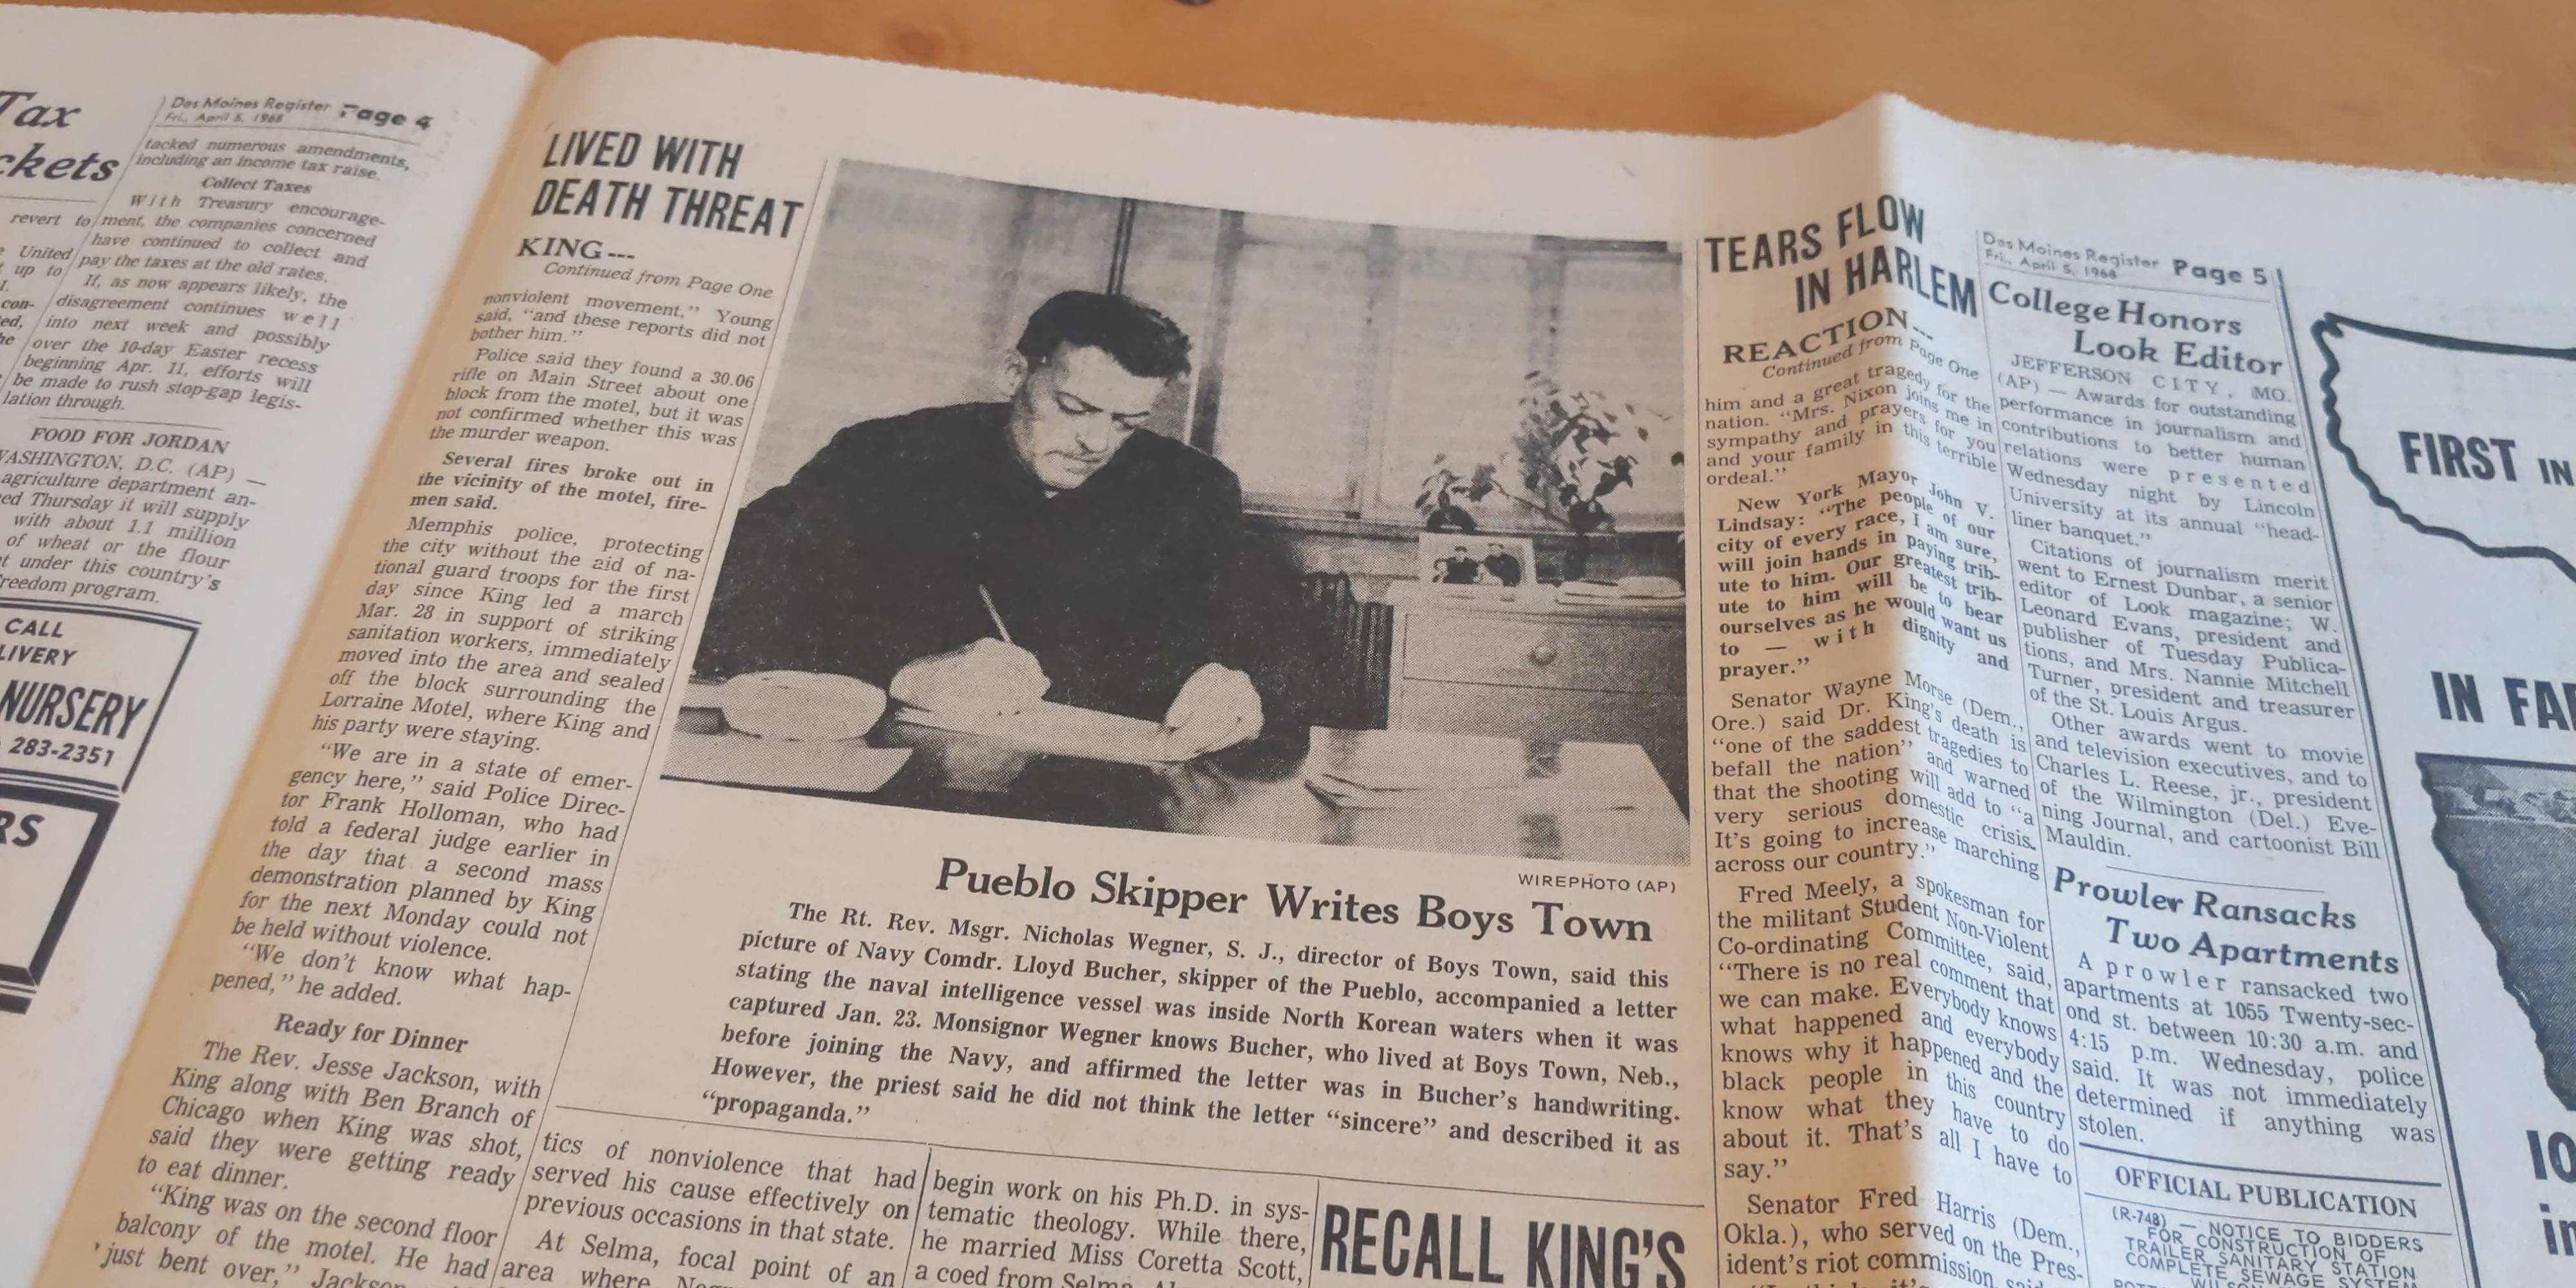 Tax
ckets
revert to
United
up to
con-
Des Moines Register Page 4
Fri., April 5, 1968
tacked numerous amendments,
including an income tax raise.
Collect Taxes
With Treasury encourage-
ment, the companies concerned
have continued to collect and
pay the taxes at the old rates.
If, as now appears likely, the
disagreement continues well
into next week and possibly
over the 10-day Easter recess
beginning Apr. 11, efforts will
be made to rush stop-gap legis-
lation through.
FOOD FOR JORDAN
WASHINGTON, D.C. (AP) —
agriculture department an-
ed Thursday it will supply
with about 1.1 million
of wheat or the flour
under this country's
freedom program.
CALL
LIVERY
NURSERY
283-2351
RS
LIVED WITH
DEATH THREAT
KING---
Continued from Page One
nonviolent movement," Young
said, "and these reports did not
bother him."
Police said they found a 30.06
rifle on Main Street about one
block from the motel, but it was
not confirmed whether this was
the murder weapon.
Several fires broke out in
the vicinity of the motel, fire-
men said.
Memphis police, protecting
the city without the aid of na-
tional guard troops for the first
day since King led a march
Mar. 28 in support of striking
sanitation workers, immediately
moved into the area and sealed
off the block surrounding the
Lorraine Motel, where King and
his party were staying.
"We are in a state of emer-
gency here," said Police Direc-
tor Frank Holloman, who had
told a federal judge earlier in
the day that a second mass
demonstration planned by King
for the next Monday could not
be held without violence.
"We don't know what hap-
pened," he added.
Ready for Dinner
The Rev. Jesse Jackson, with
King along with Ben Branch of
Chicago when King was shot,
said they were getting ready
to eat dinner.
"King was on the second floor
balcony of the motel. He had
just bent over," Jackson
WIREPHOTO (AP)
Pueblo Skipper Writes Boys Town
The Rt. Rev. Msgr. Nicholas Wegner, S. J., director of Boys Town, said this
picture of Navy Comdr. Lloyd Bucher, skipper of the Pueblo, accompanied a letter
stating the naval intelligence vessel was inside North Korean waters when it was
captured Jan. 23. Monsignor Wegner knows Bucher, who lived at Boys Town, Neb.,
before joining the Navy, and affirmed the letter was in Bucher's handwriting.
However, the priest said he did not think the letter "sincere" and described it as
"propaganda."
tics of nonviolence that had
served his cause effectively on
previous occasions in that state.
At Selma, focal point of an
area where
begin work on his Ph.D. in sys-
tematic theology. While there,
he married Miss Coretta Scott,
a coed from Selma,
RECALL KING'S
TEARS FLOW
IN HARLEM
REACTION---
Continued from Page One
him and a great tragedy for the
nation. "Mrs. Nixon joins me in
sympathy and prayers for you
and your family in this terrible
ordeal."
New York Mayor John V.
Lindsay: "The people of our
city of every race, I am sure,
will join hands in paying trib-
ute to him. Our greatest trib-
ute to him will be to bear
ourselves as he would want us
to — with dignity and
prayer."
Senator Wayne Morse (Dem.,
Ore.) said Dr. King's death is
"one of the saddest tragedies to
befall the nation" and warned
that the shooting will add to "a
very serious domestic crisis.
It's going to increase marching
across our country."
Fred Meely, a spokesman for
the militant Student Non-Violent
Co-ordinating Committee, said,
"There is no real comment that
we can make. Everybody knows
what happened and everybody
knows why it happened and the
black people in this country
know what they have to do
about it. That's all I have to
say."
Senator Fred Harris (Dem.,
Okla.), who served on the Pres-
ident's riot commission, said
Des Moines Register Page 5
Fri., April 5, 1968
College Honors
Look Editor
JEFFERSON CITY, MO.
(AP) — Awards for outstanding
performance in journalism and
contributions to better human
relations were presented
Wednesday night by Lincoln
University at its annual "head-
liner banquet."
Citations of journalism merit
went to Ernest Dunbar, a senior
editor of Look magazine; W.
Leonard Evans, president and
publisher of Tuesday Publica-
tions, and Mrs. Nannie Mitchell
Turner, president and treasurer
of the St. Louis Argus.
Other awards went to movie
and television executives, and to
Charles L. Reese, jr., president
of the Wilmington (Del.) Eve-
ning Journal, and cartoonist Bill
Mauldin.
Prowler Ransacks
Two Apartments
A prowler ransacked two
apartments at 1055 Twenty-sec-
ond st. between 10:30 a.m. and
4:15 p.m. Wednesday, police
said. It was not immediately
determined if anything was
stolen.
OFFICIAL PUBLICATION
(R-748) — NOTICE TO BIDDERS
FOR CONSTRUCTION OF
TRAILER SANITARY STATION
COMPLETE SEWAGE SYSTEM
FIRST IN
IN FA
IO
in